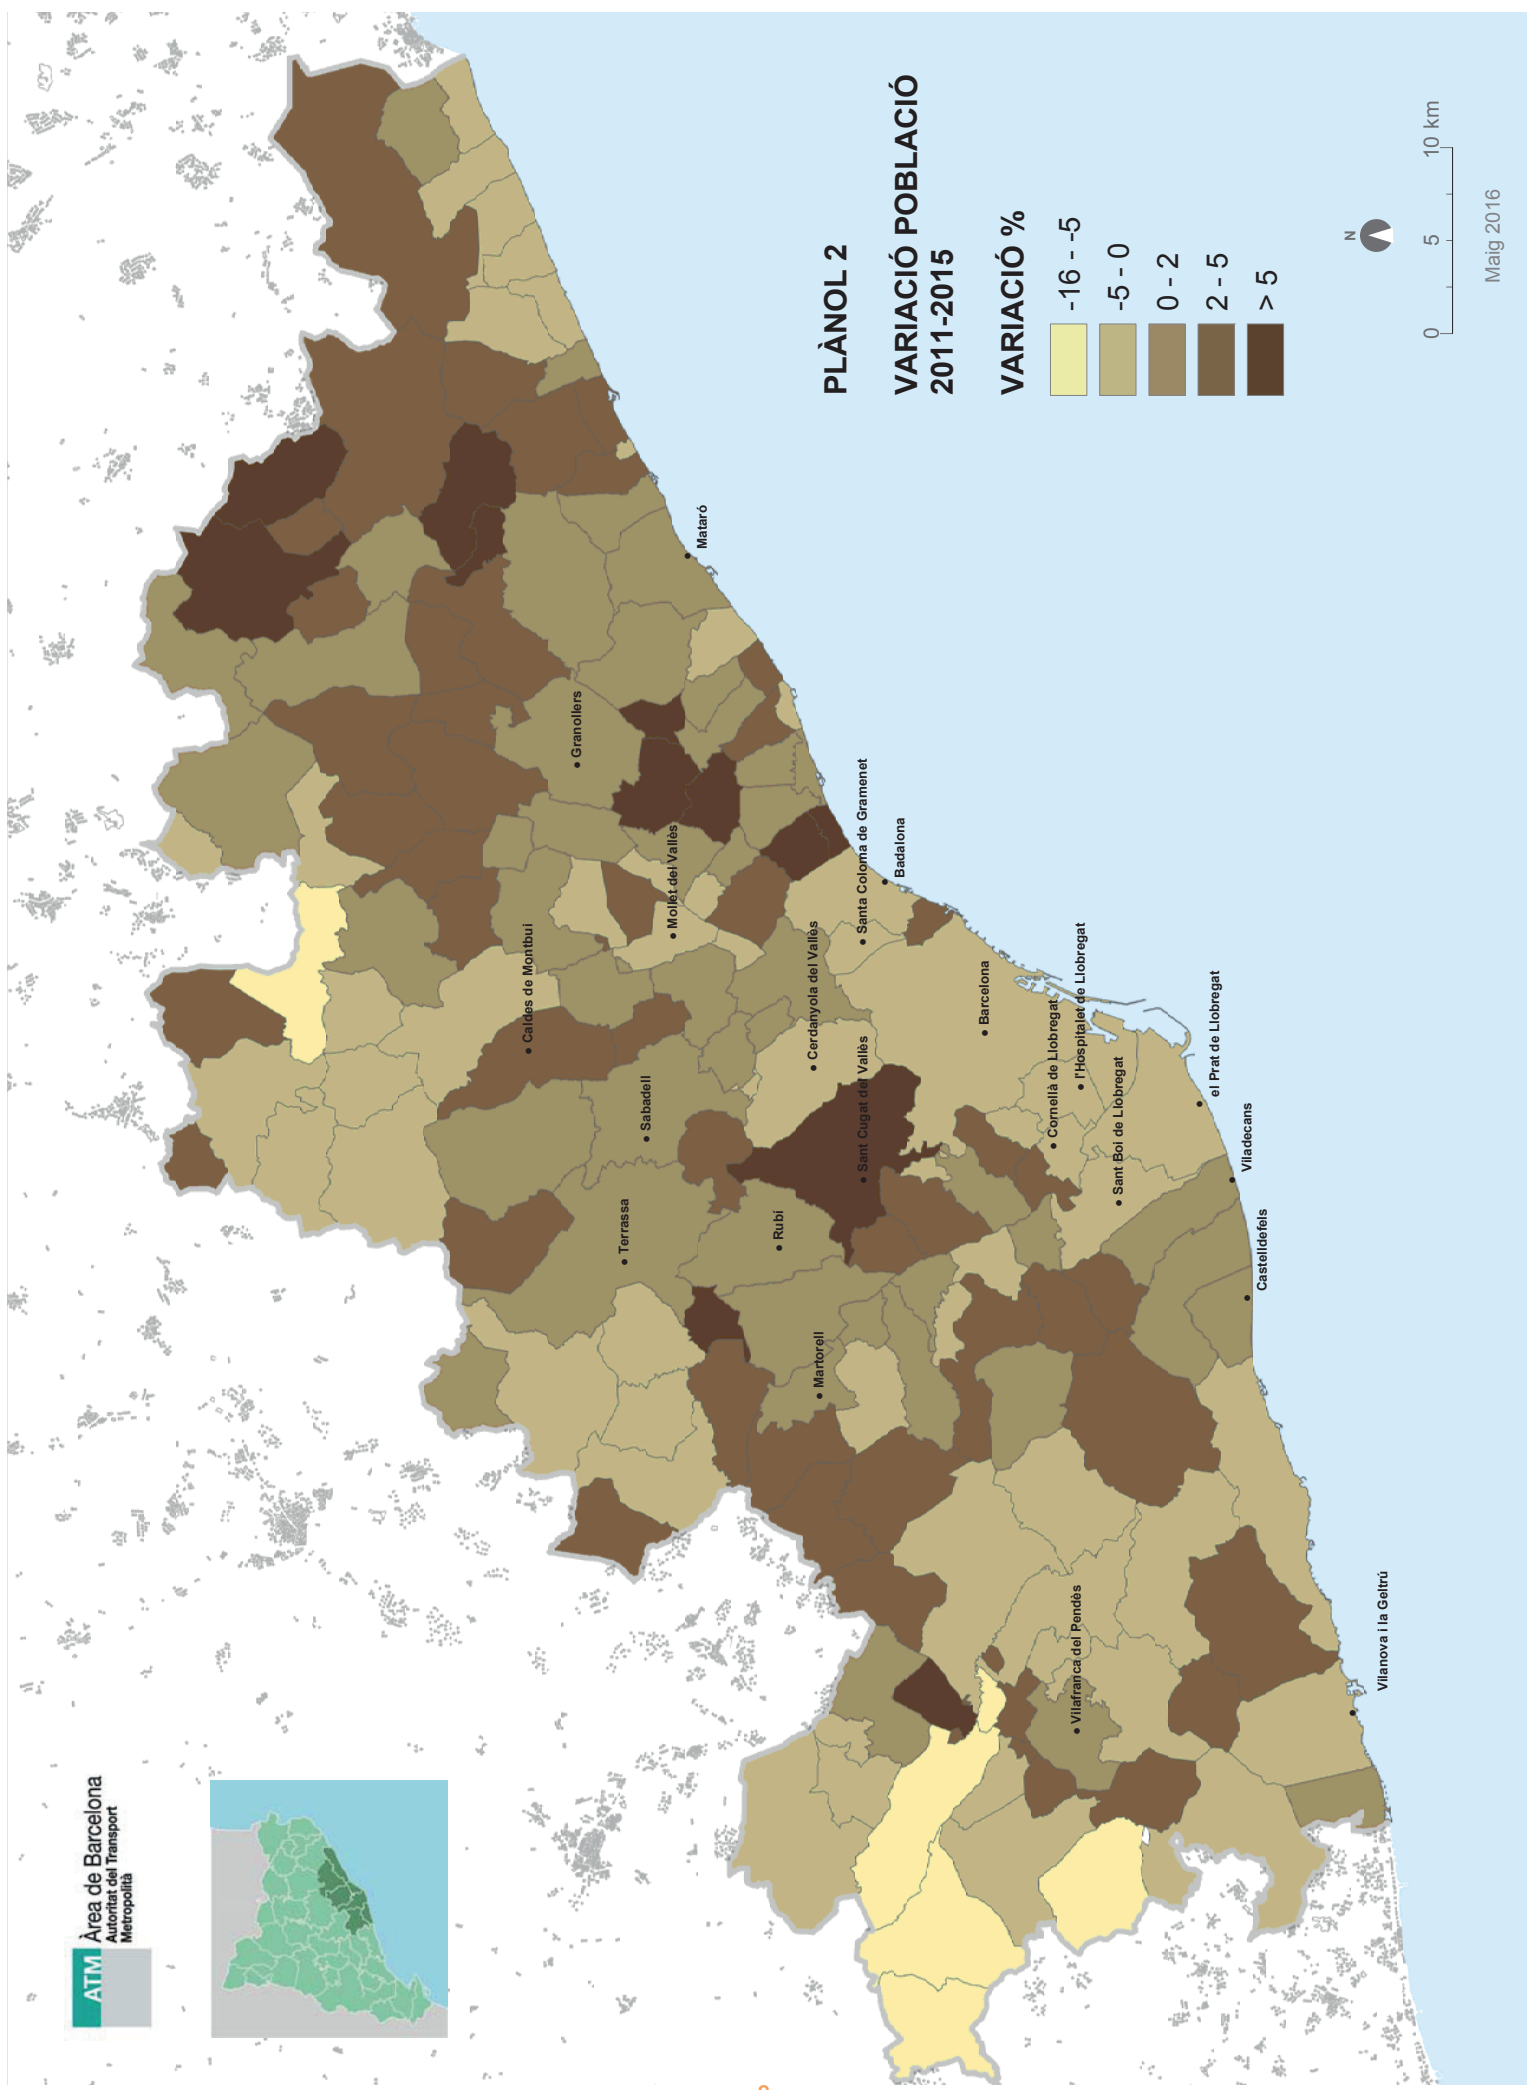 ATM
Àrea de Barcelona
Autoritat del Transport
Metropolità
PLÀNOL 2
VARIACIÓ POBLACIÓ
2011-2015
VARIACIÓ %
-16 - -5
-5 - 0
0 - 2
2 - 5
> 5
N
0 5 10 km
Maig 2016
Mataró
Granollers
Mollet del Vallès
Santa Coloma de Gramenet
Badalona
Caldes de Montbui
Cerdanyola del Vallès
Barcelona
Sabadell
Sant Cugat del Vallès
Cornellà de Llobregat
l'Hospitalet de Llobregat
Sant Boi de Llobregat
el Prat de Llobregat
Viladecans
Terrassa
Rubí
Castelldefels
Martorell
Vilafranca del Pendès
Vilanova i la Geltrú